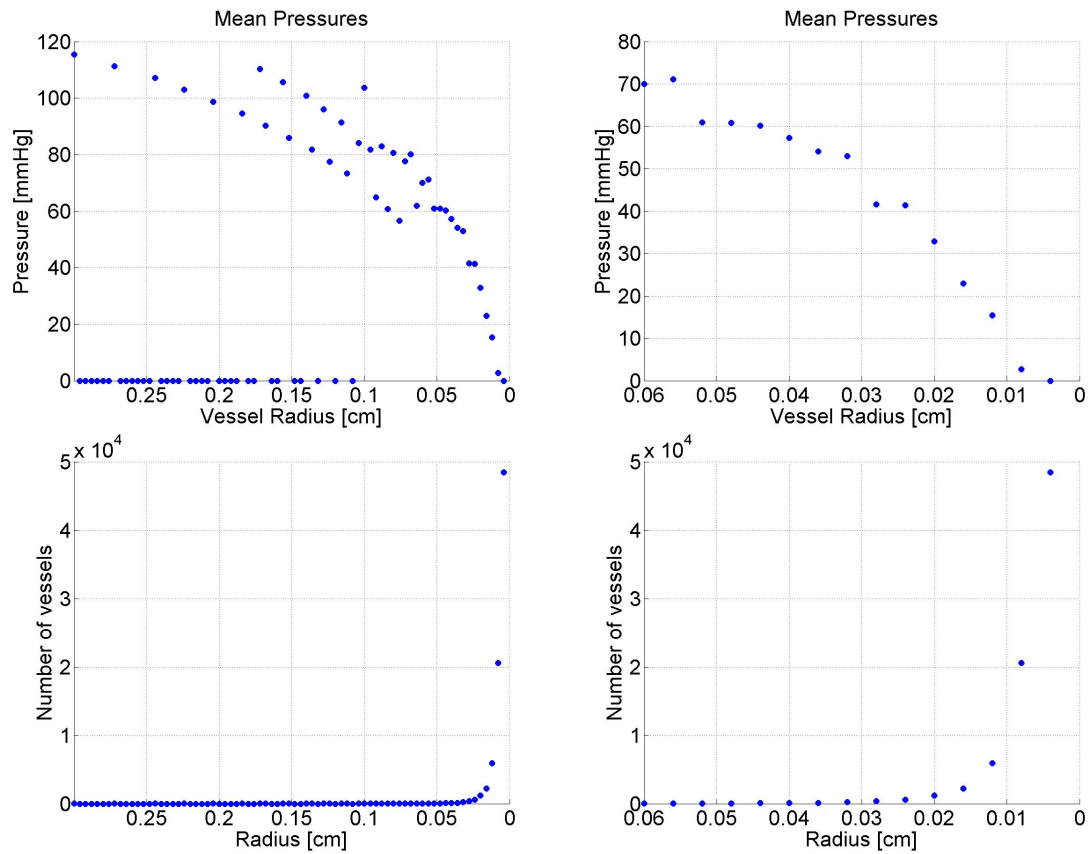 Mean Pressures
120
100
80
60
40
20
0
Pressure [mmHg]
0.25 0.2 0.15 0.1 0.05 0
Vessel Radius [cm]
Mean Pressures
80
70
60
50
40
30
20
10
0
Pressure [mmHg]
0.06 0.05 0.04 0.03 0.02 0.01 0
Vessel Radius [cm]
x 10^4
5
4
3
2
1
0
Number of vessels
0.25 0.2 0.15 0.1 0.05 0
Radius [cm]
x 10^4
5
4
3
2
1
0
Number of vessels
0.06 0.05 0.04 0.03 0.02 0.01 0
Radius [cm]